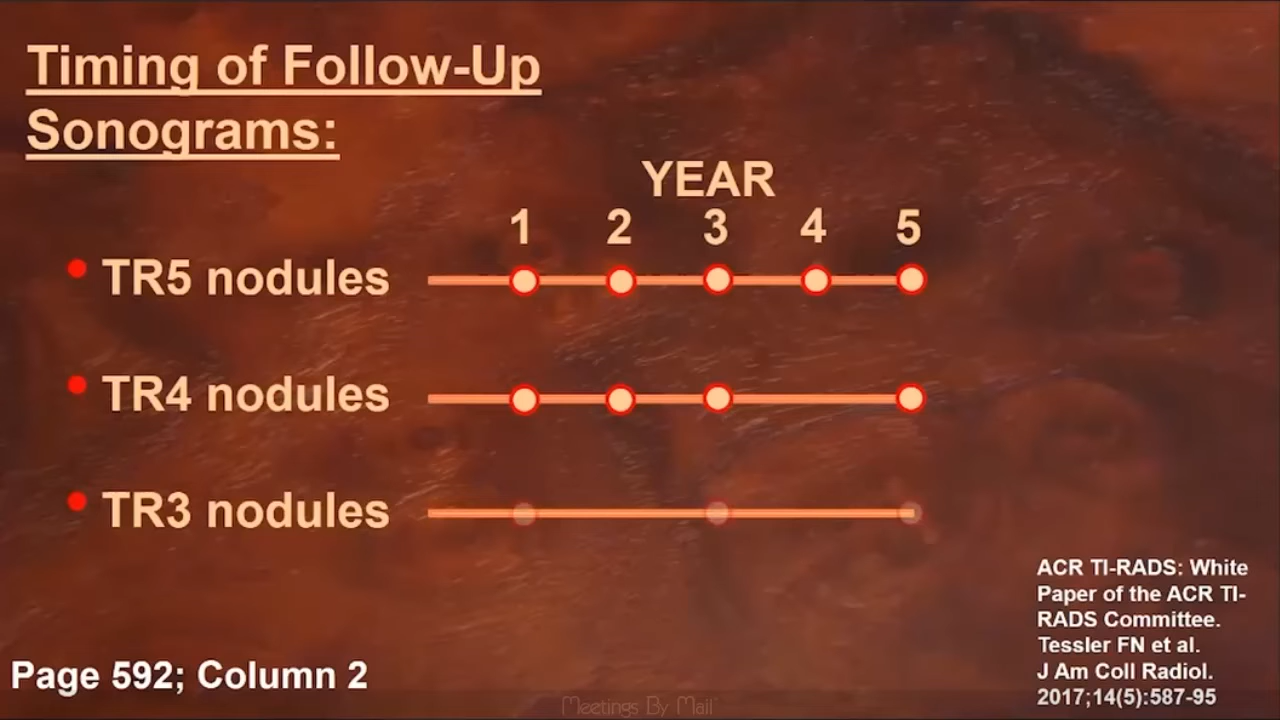 Timing of Follow-Up
Sonograms:
YEAR
1 2 3 4 5
• TR5 nodules
• TR4 nodules
• TR3 nodules
ACR TI-RADS: White
Paper of the ACR TI-
RADS Committee.
Tessler FN et al.
J Am Coll Radiol.
2017;14(5):587-95
Page 592; Column 2
Meetings By Mail